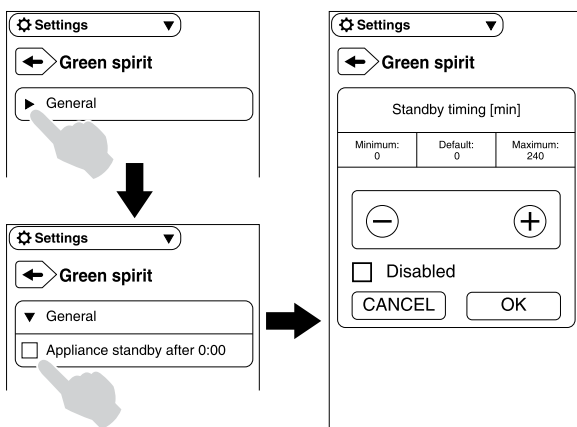 Settings
Green spirit
General
Settings
Green spirit
General
Appliance standby after 0:00
Settings
Green spirit
Standby timing [min]
Minimum:
0
Default:
0
Maximum:
240
Disabled
CANCEL
OK